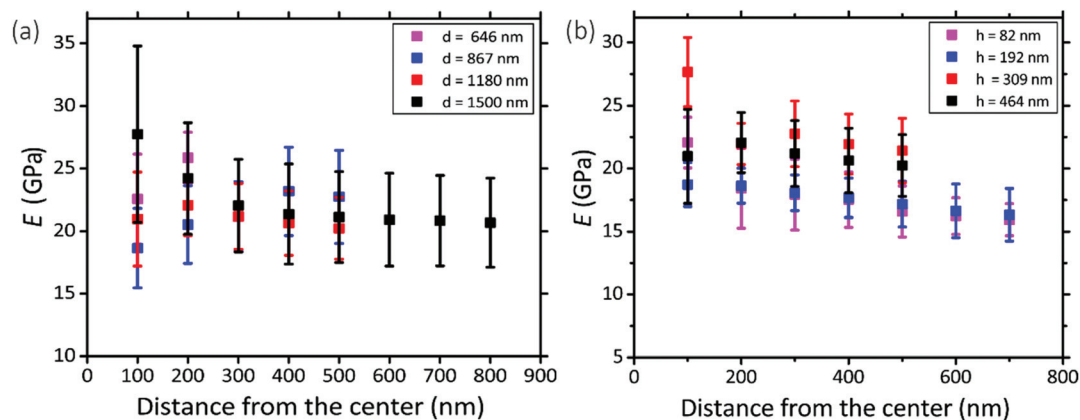 (a)
E (GPa)
35
30
25
20
15
10
d = 646 nm
d = 867 nm
d = 1180 nm
d = 1500 nm
0 100 200 300 400 500 600 700 800 900
Distance from the center (nm)
(b)
E (GPa)
30
25
20
15
10
5
h = 82 nm
h = 192 nm
h = 309 nm
h = 464 nm
0 200 400 600 800
Distance from the center (nm)